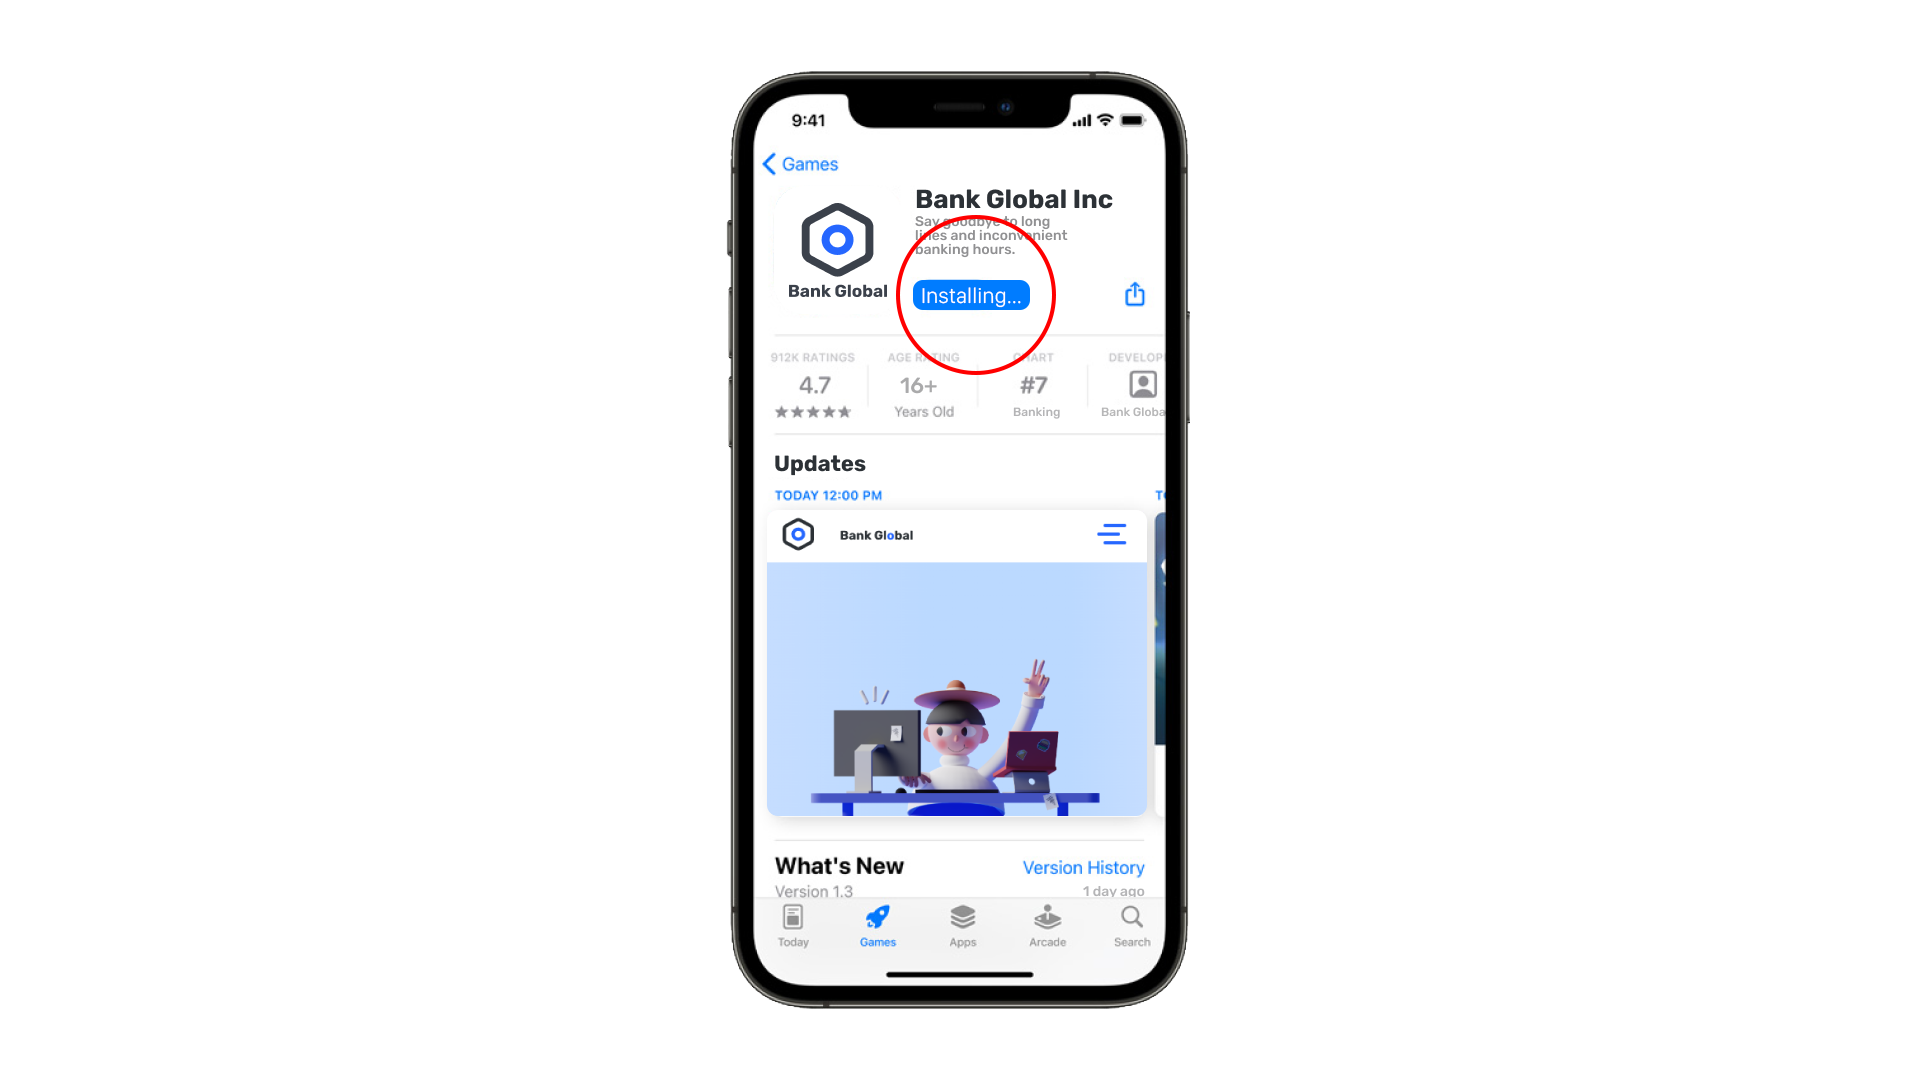 9:41
Games
Bank Global Inc
Say goodbye to long
lines and inconvenient
banking hours.
Bank Global
Installing...
912K RATINGS
4.7
AGE RATING
16+
Years Old
CHART
#7
Banking
DEVELOP
Bank Globa
Updates
TODAY 12:00 PM
Bank Global
What's New
Version History
Version 1.3
1 day ago
Today
Games
Apps
Arcade
Search